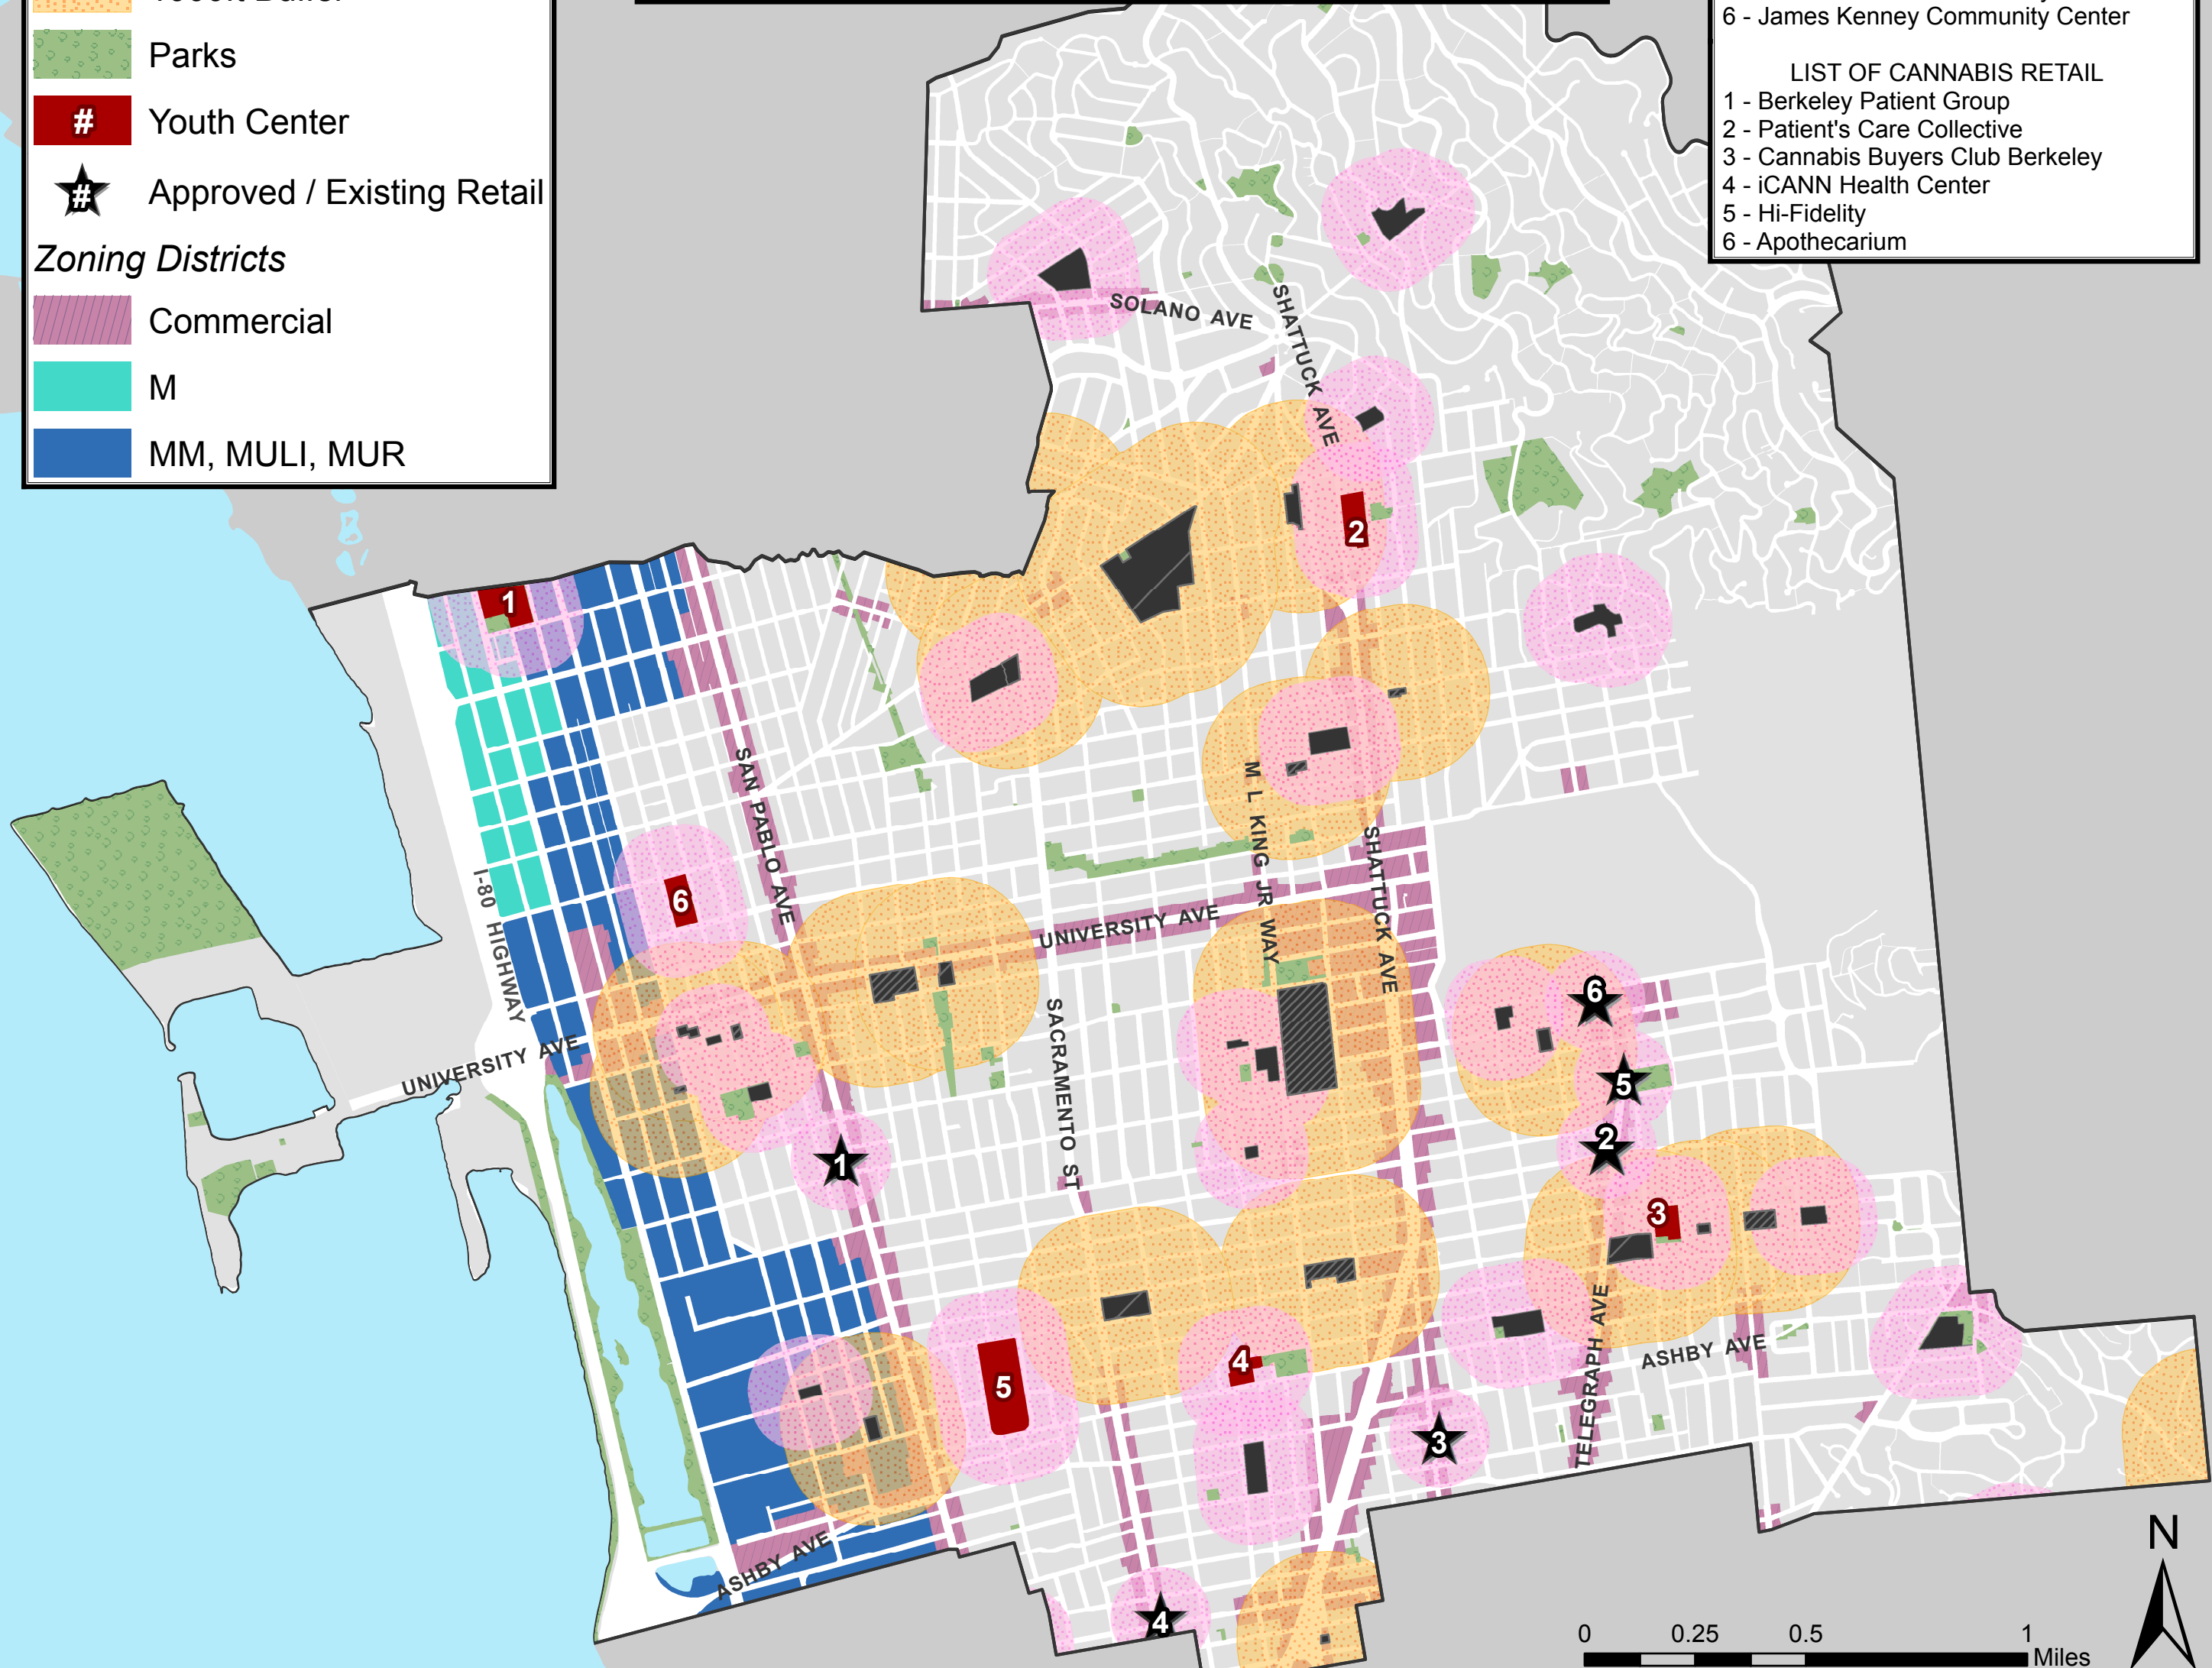 Parks
# Youth Center
# Approved / Existing Retail
Zoning Districts
Commercial
M
MM, MULI, MUR
6 - James Kenney Community Center
LIST OF CANNABIS RETAIL
1 - Berkeley Patient Group
2 - Patient's Care Collective
3 - Cannabis Buyers Club Berkeley
4 - iCANN Health Center
5 - Hi-Fidelity
6 - Apothecarium
SOLANO AVE
SHATTUCK AVE
2
1
SAN PABLO AVE
M L KING JR WAY
SHATTUCK AVE
I-80 HIGHWAY
6
UNIVERSITY AVE
UNIVERSITY AVE
SACRAMENTO ST
6
5
2
1
3
4
5
3
TELEGRAPH AVE
ASHBY AVE
ASHBY AVE
4
N
0 0.25 0.5 1
Miles